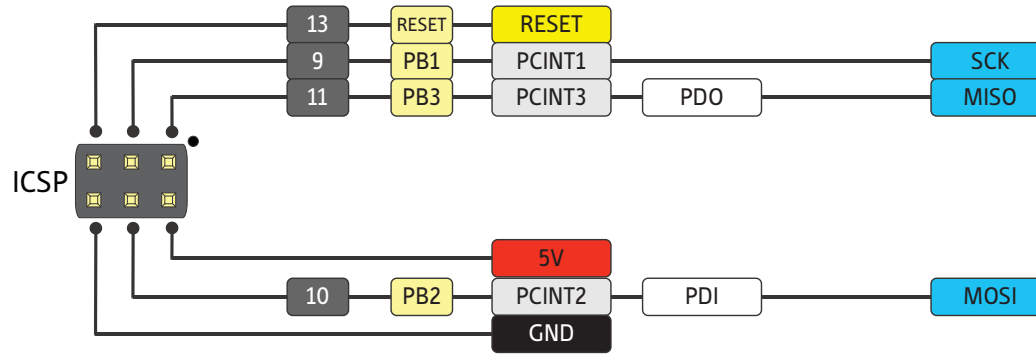 13 RESET RESET
9 PB1 PCINT1 SCK
11 PB3 PCINT3 PDO MISO
ICSP
5V
10 PB2 PCINT2 PDI MOSI
GND